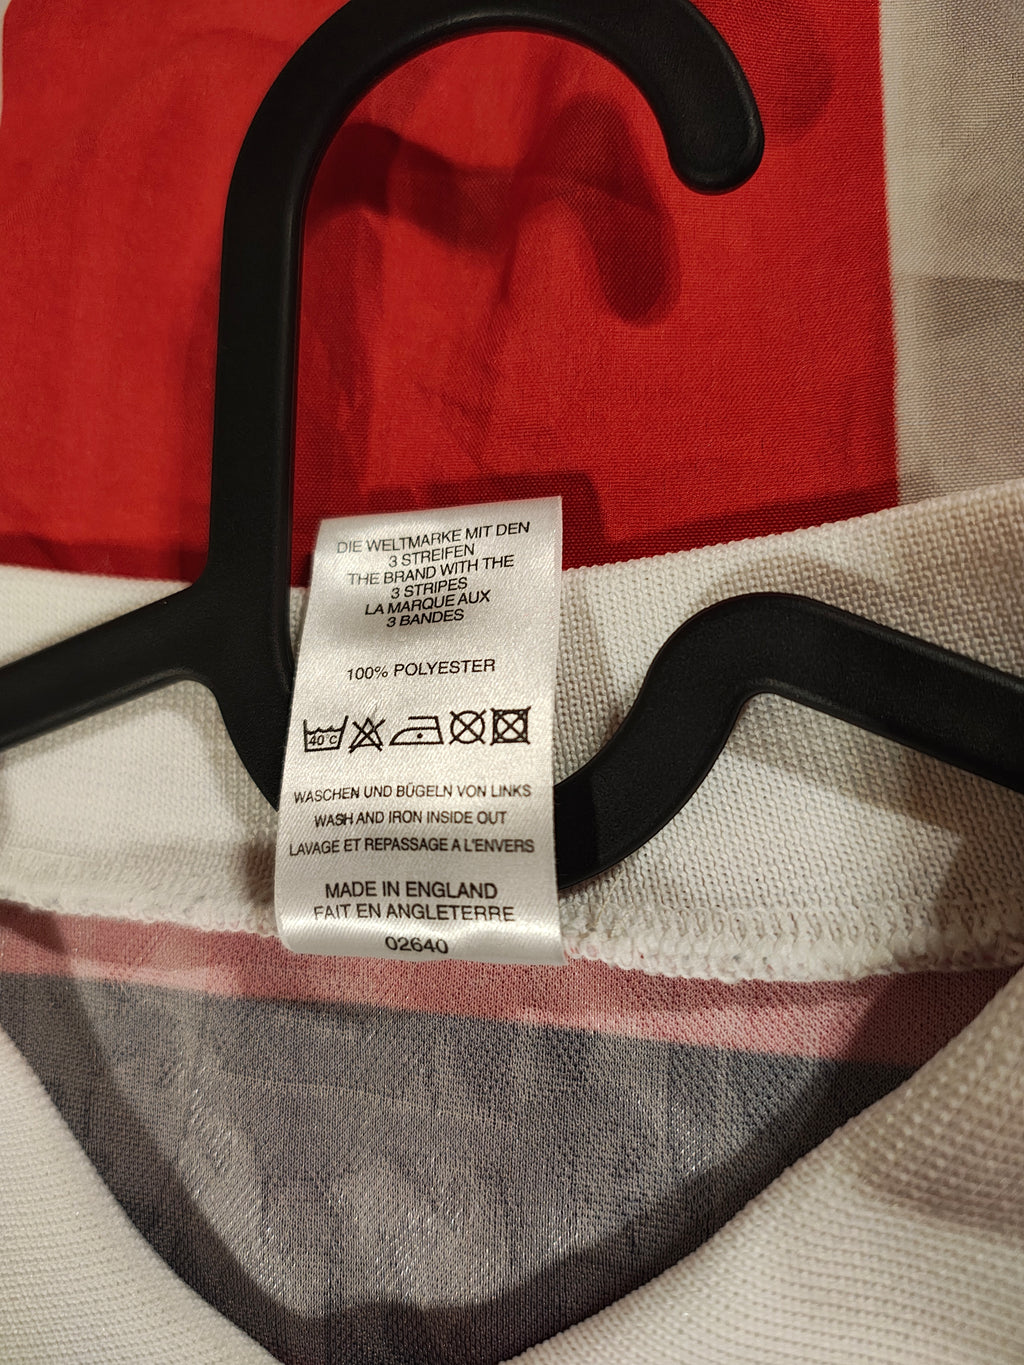 DIE WELTMARKE MIT DEN
3 STREIFEN
THE BRAND WITH THE
3 STRIPES
LA MARQUE AUX
3 BANDES
100% POLYESTER
40°C
WASCHEN UND BÜGELN VON LINKS
WASH AND IRON INSIDE OUT
LAVAGE ET REPASSAGE A L'ENVERS
MADE IN ENGLAND
FAIT EN ANGLETERRE
02640